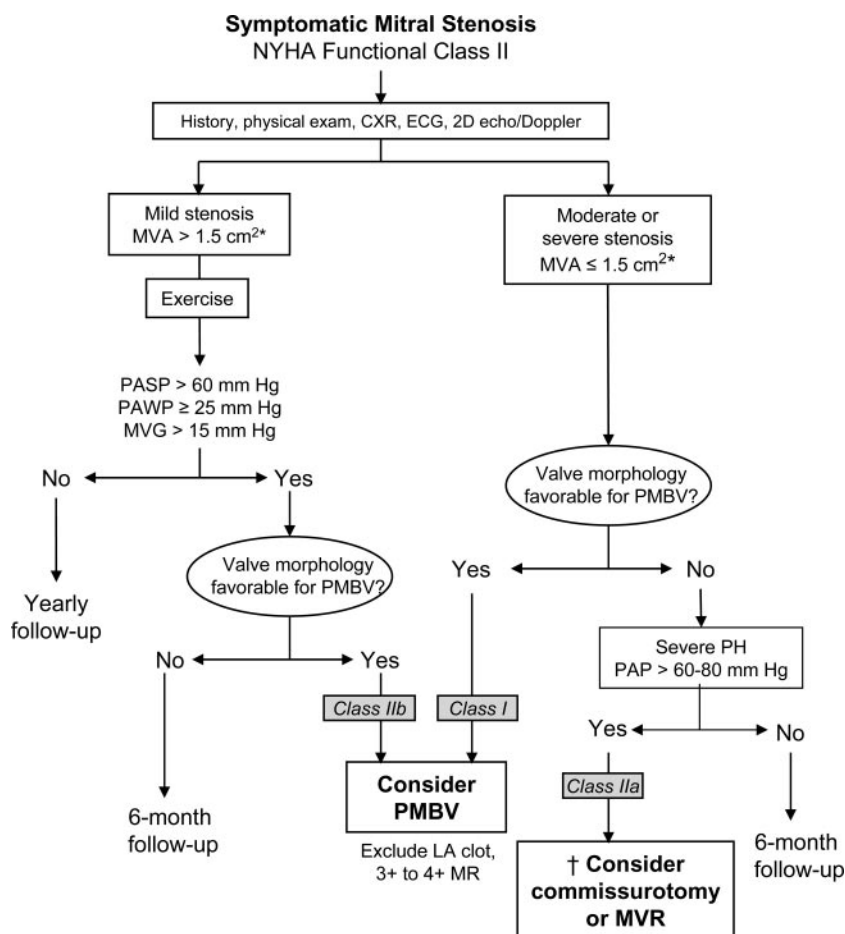 Symptomatic Mitral Stenosis
NYHA Functional Class II
History, physical exam, CXR, ECG, 2D echo/Doppler
Mild stenosis
MVA > 1.5 cm²*
Moderate or
severe stenosis
MVA ≤ 1.5 cm²*
Exercise
PASP > 60 mm Hg
PAWP ≥ 25 mm Hg
MVG > 15 mm Hg
No
Yes
Valve morphology
favorable for PMBV?
Yes
No
Yearly
follow-up
Valve morphology
favorable for PMBV?
No
Yes
Severe PH
PAP > 60-80 mm Hg
Class IIb
Class I
Yes
No
Class IIa
6-month
follow-up
Consider
PMBV
Exclude LA clot,
3+ to 4+ MR
† Consider
commissurotomy
or MVR
6-month
follow-up